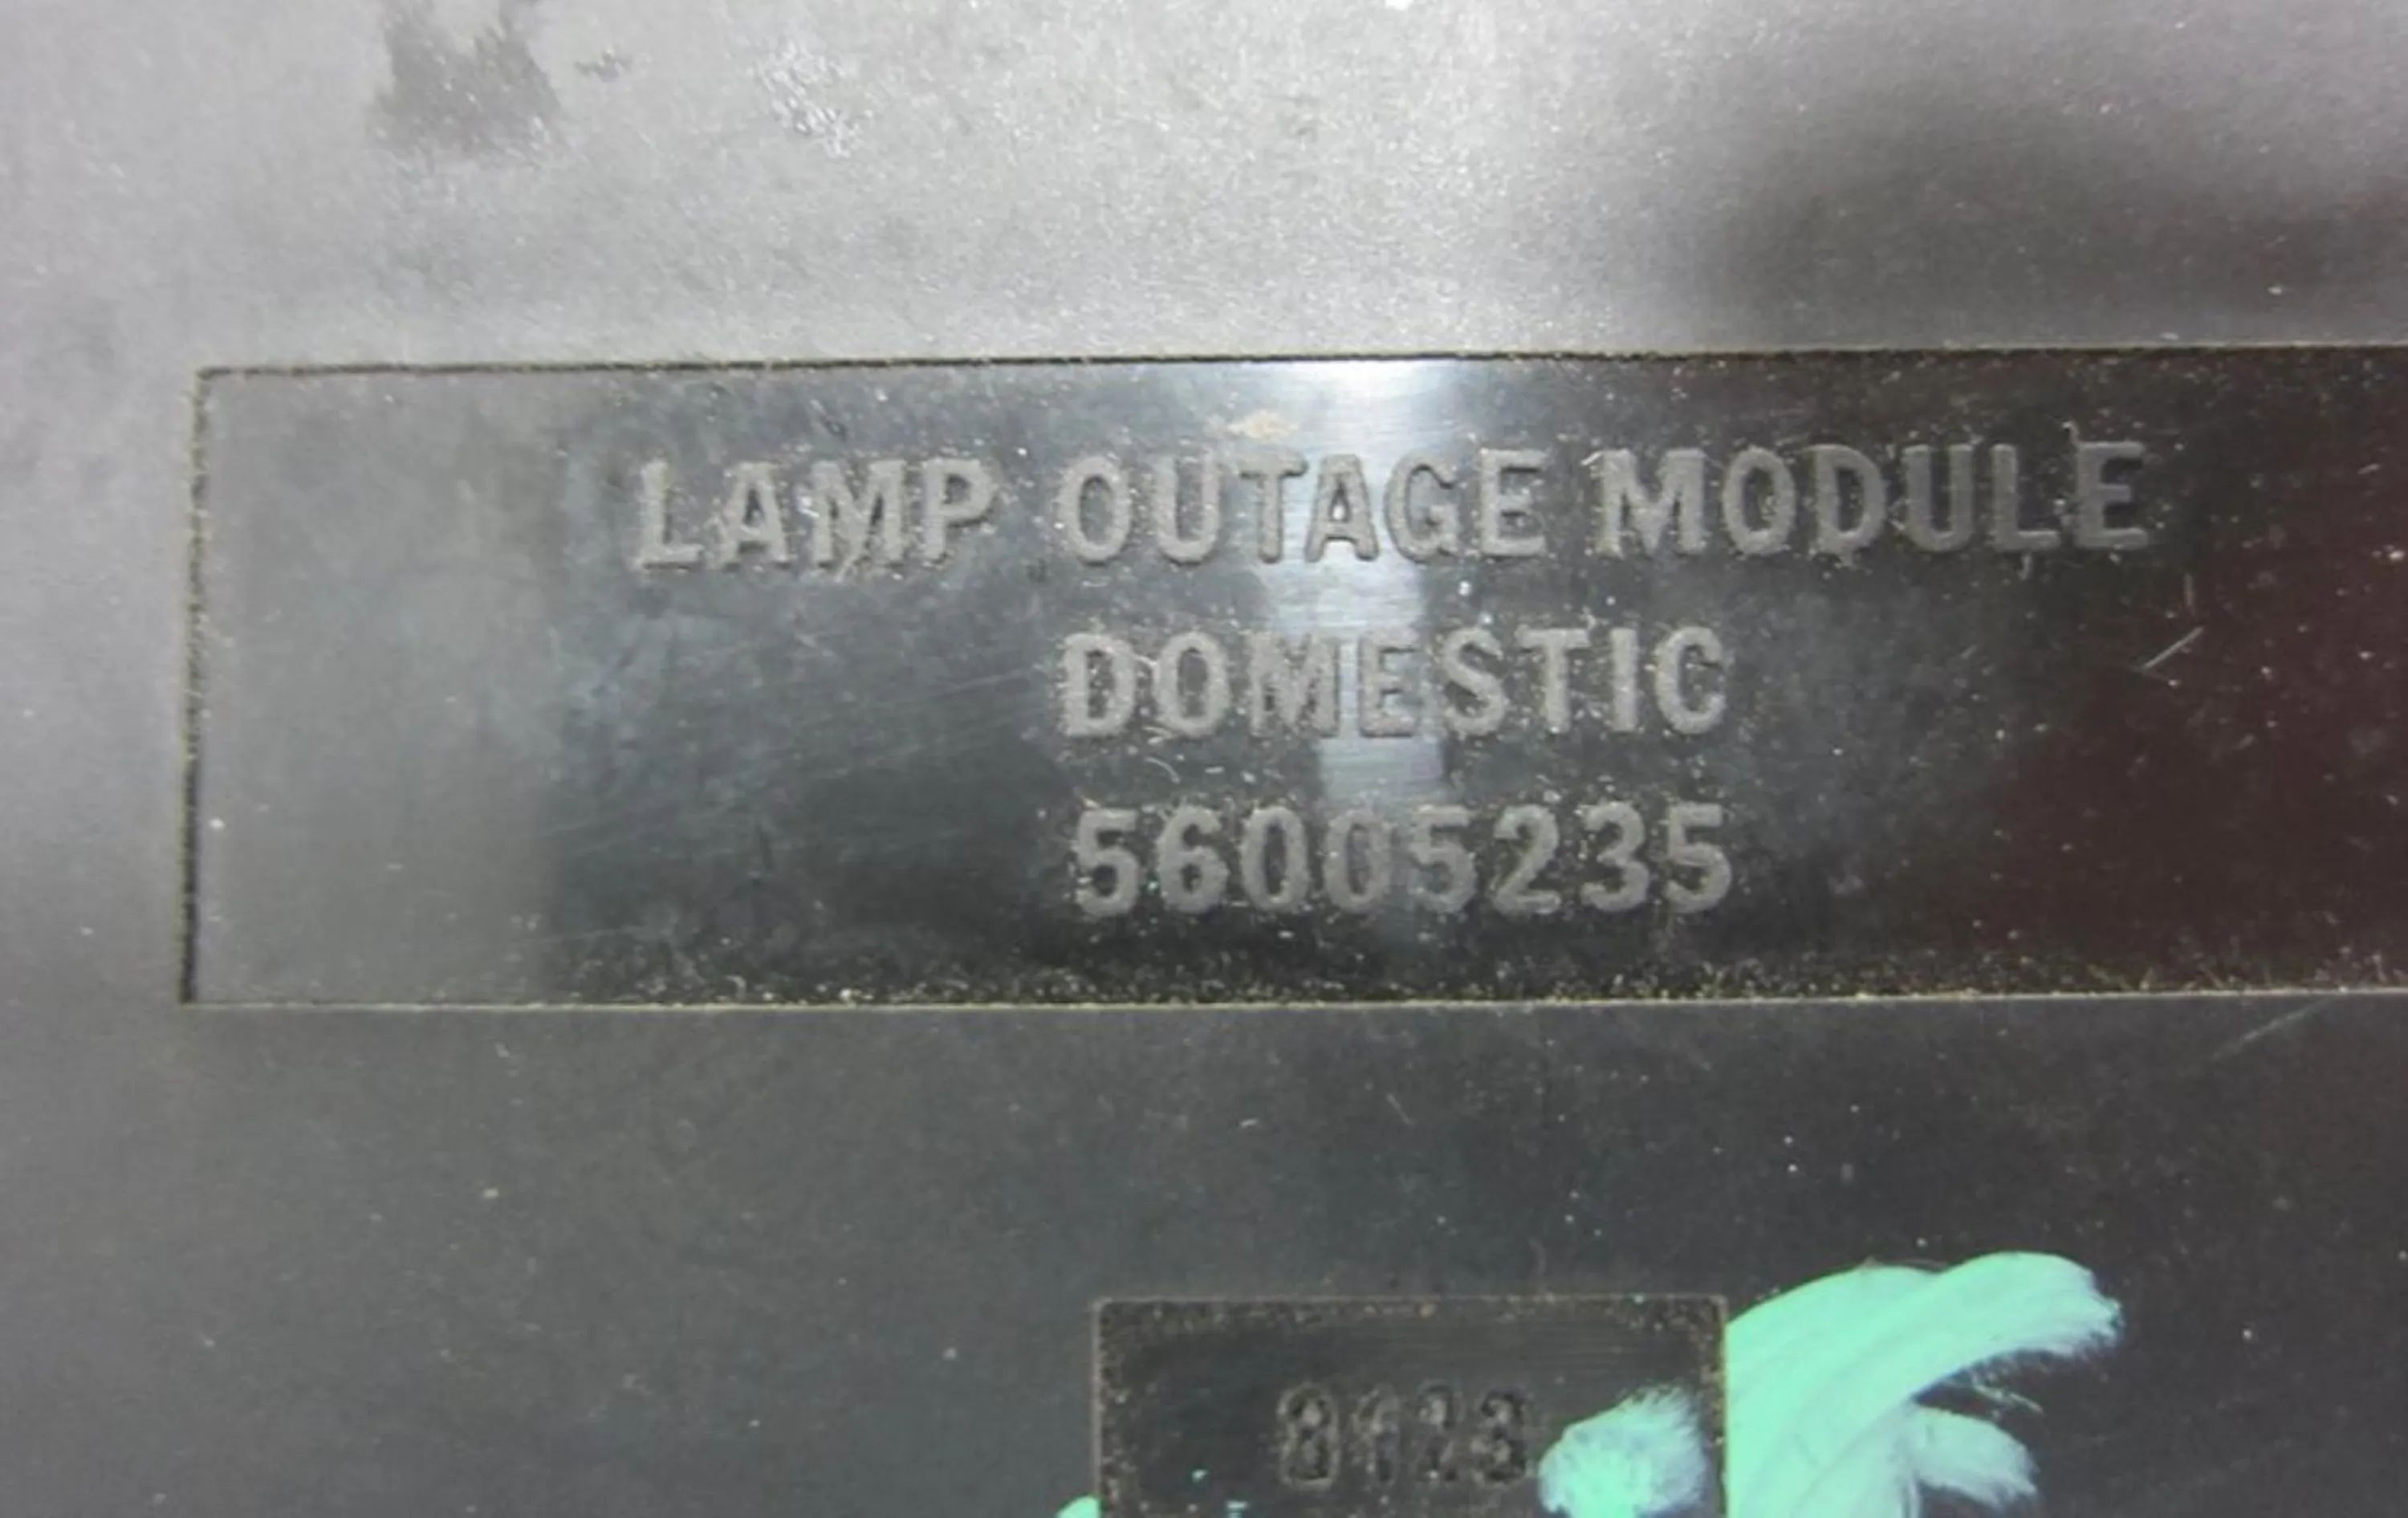 LAMP OUTAGE MODULE
DOMESTIC
56005235